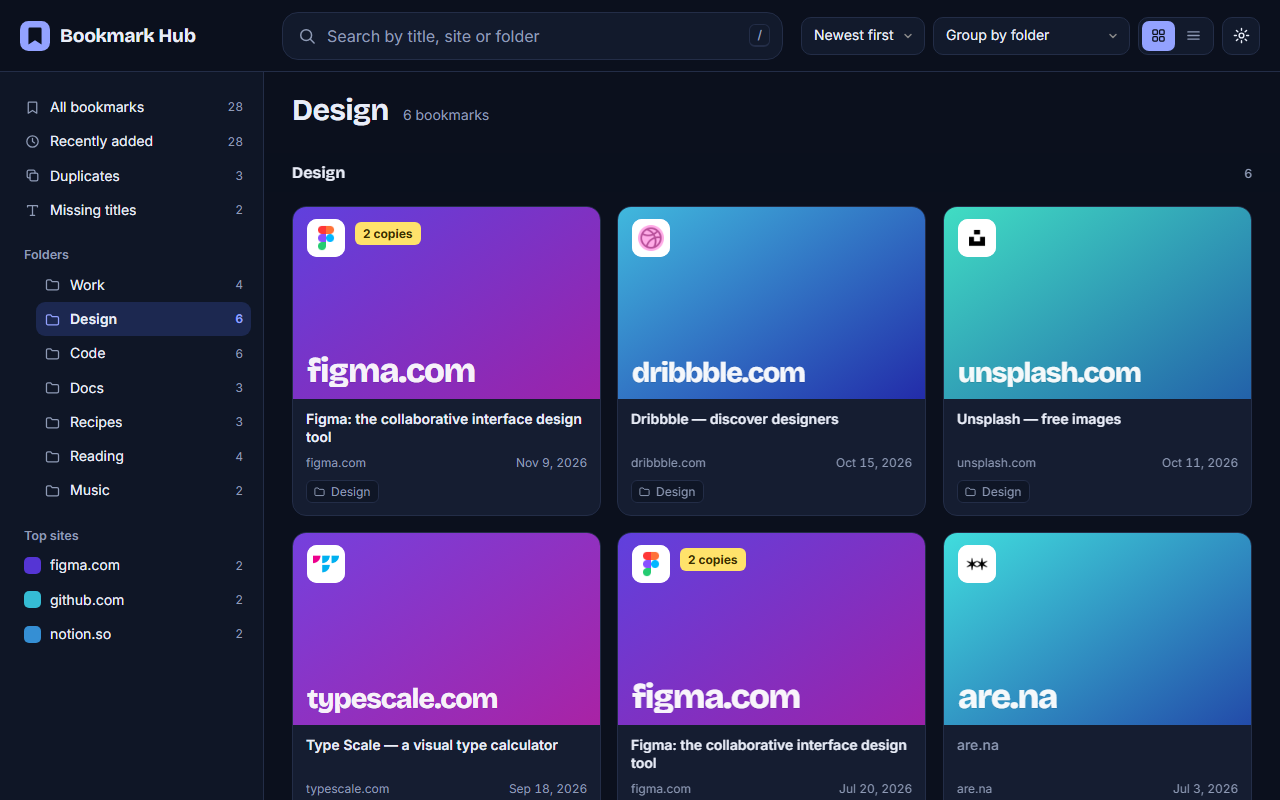 Bookmark Hub
Search by title, site or folder
/
Newest first
Group by folder
All bookmarks 28
Recently added 28
Duplicates 3
Missing titles 2
Folders
Work 4
Design 6
Code 6
Docs 3
Recipes 3
Reading 4
Music 2
Top sites
figma.com 2
github.com 2
notion.so 2
Design 6 bookmarks
Design 6
2 copies
figma.com
Figma: the collaborative interface design
tool
figma.com Nov 9, 2026
Design
dribbble.com
Dribbble — discover designers
dribbble.com Oct 15, 2026
Design
unsplash.com
Unsplash — free images
unsplash.com Oct 11, 2026
Design
typescale.com
Type Scale — a visual type calculator
typescale.com Sep 18, 2026
2 copies
figma.com
Figma: the collaborative interface design
tool
figma.com Jul 20, 2026
are.na
are.na
are.na Jul 3, 2026